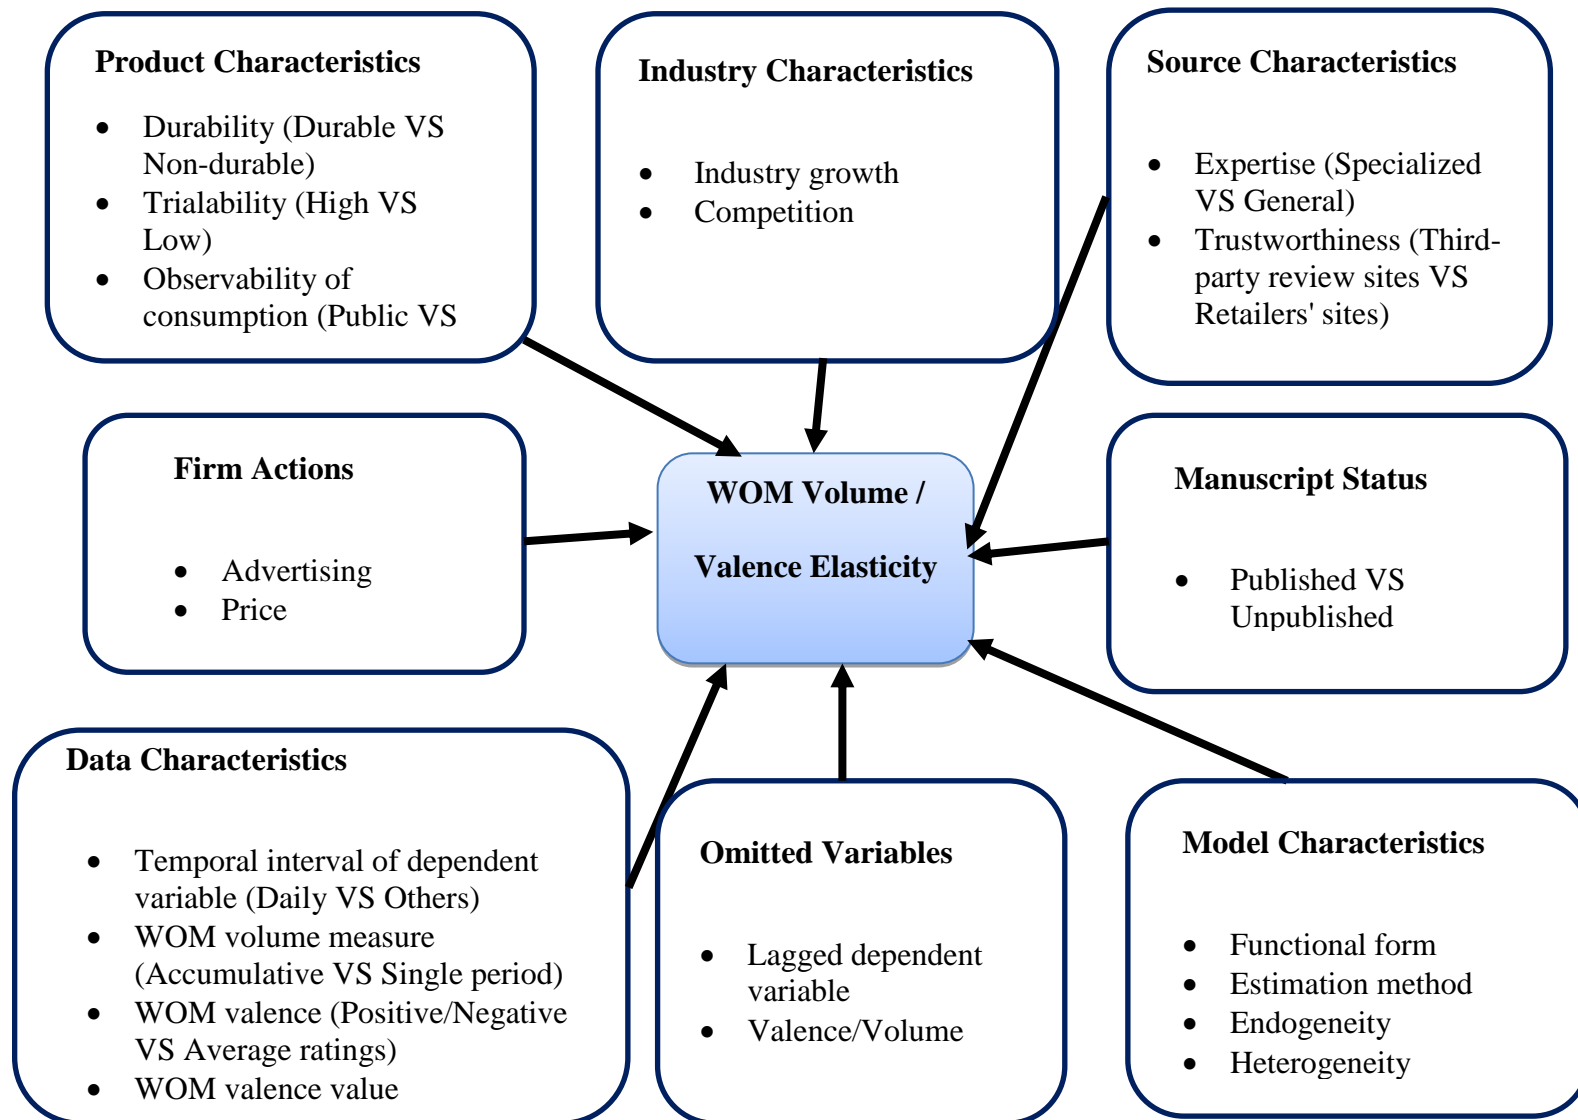 Product Characteristics
• Durability (Durable VS
Non-durable)
• Trialability (High VS
Low)
• Observability of
consumption (Public VS
Industry Characteristics
• Industry growth
• Competition
Source Characteristics
• Expertise (Specialized
VS General)
• Trustworthiness (Third-
party review sites VS
Retailers' sites)
Firm Actions
• Advertising
• Price
WOM Volume /
Valence Elasticity
Manuscript Status
• Published VS
Unpublished
Data Characteristics
• Temporal interval of dependent
variable (Daily VS Others)
• WOM volume measure
(Accumulative VS Single period)
• WOM valence (Positive/Negative
VS Average ratings)
• WOM valence value
Omitted Variables
• Lagged dependent
variable
• Valence/Volume
Model Characteristics
• Functional form
• Estimation method
• Endogeneity
• Heterogeneity